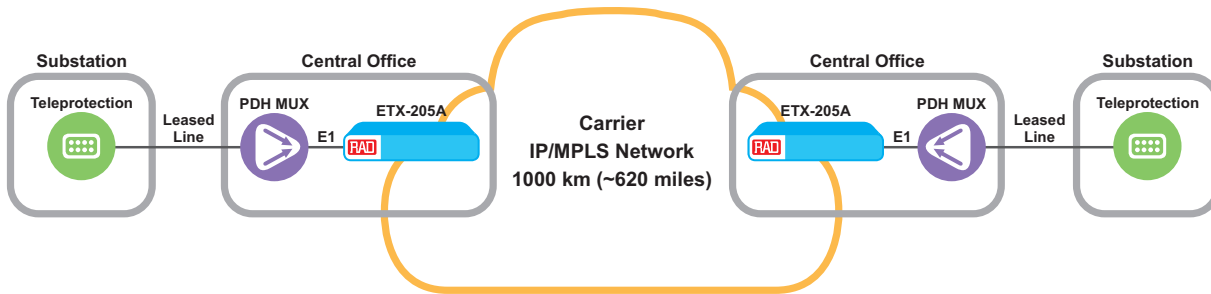 Substation
Central Office
Central Office
Substation
Teleprotection
PDH MUX
ETX-205A
ETX-205A
PDH MUX
Teleprotection
Leased
Line
E1
RAD
Carrier
IP/MPLS Network
1000 km (~620 miles)
RAD
E1
Leased
Line